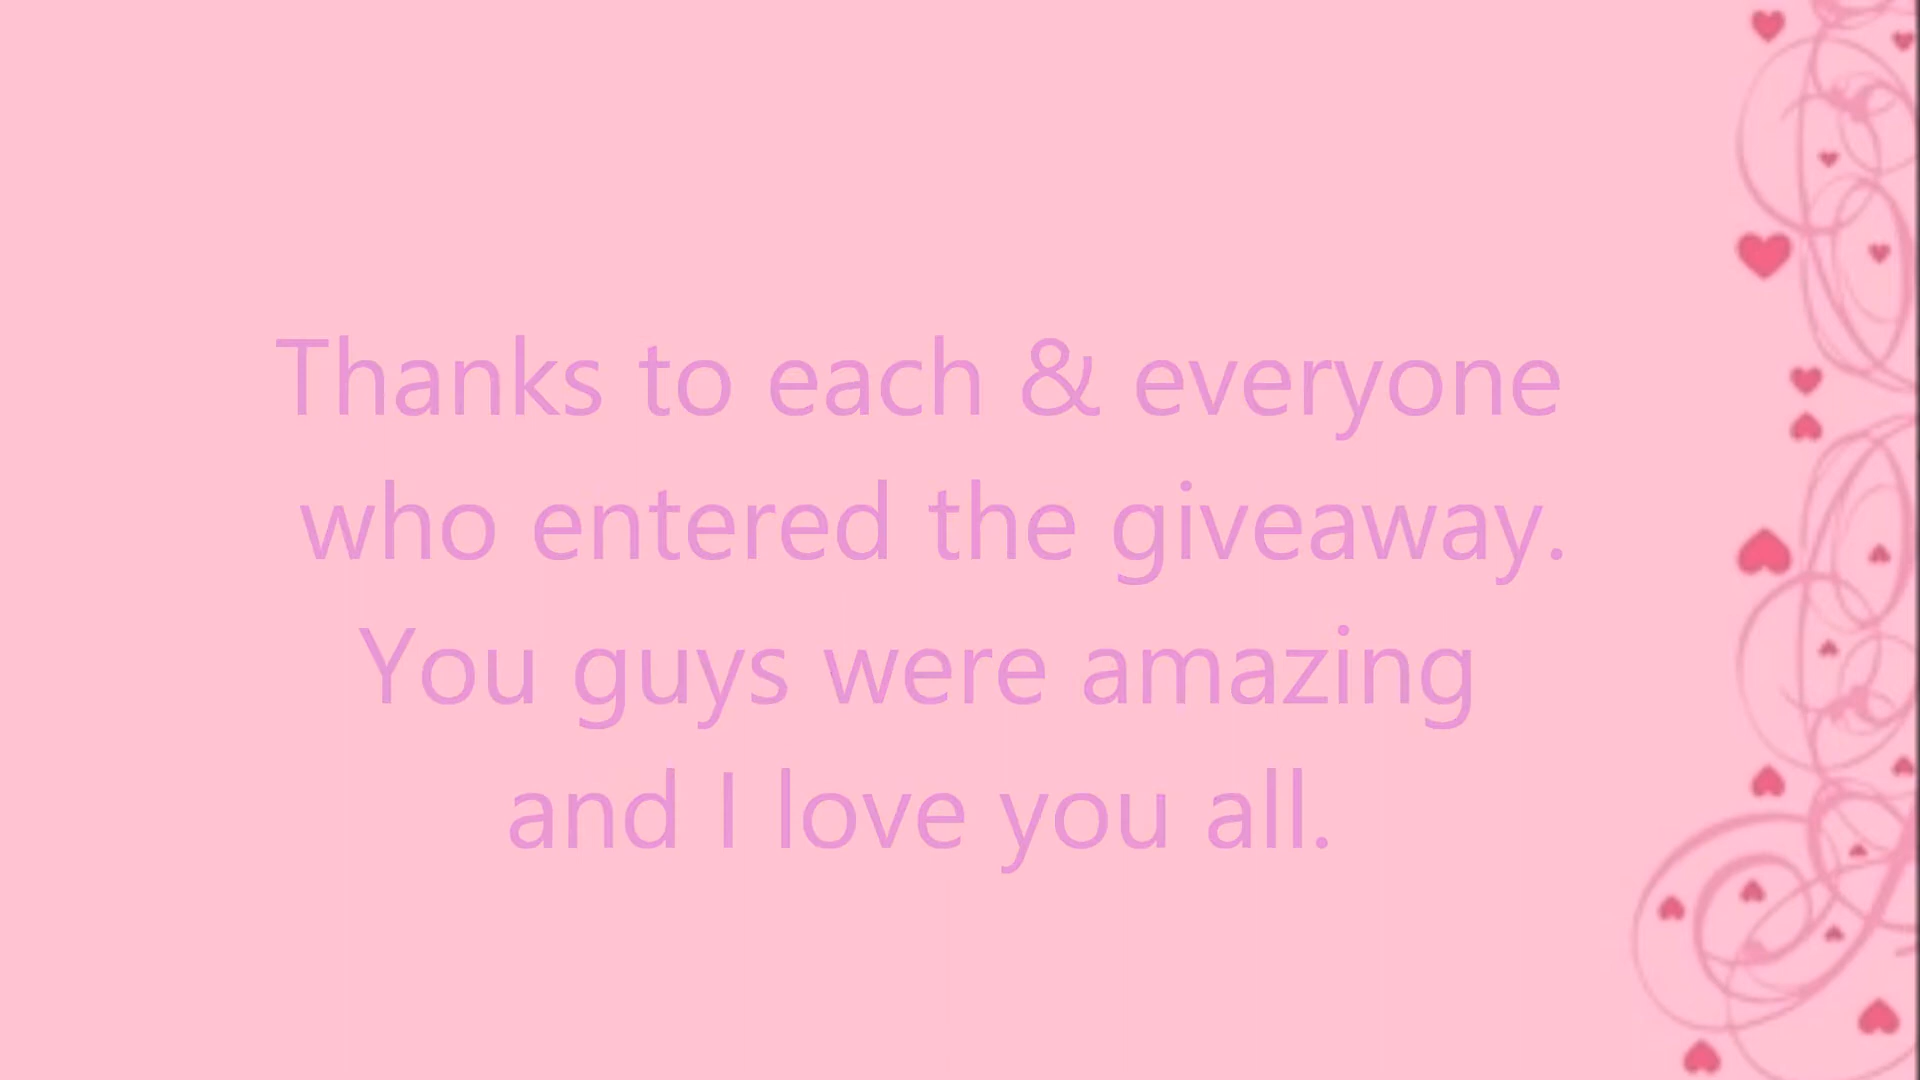 Thanks to each & everyone
who entered the giveaway.
You guys were amazing
and I love you all.